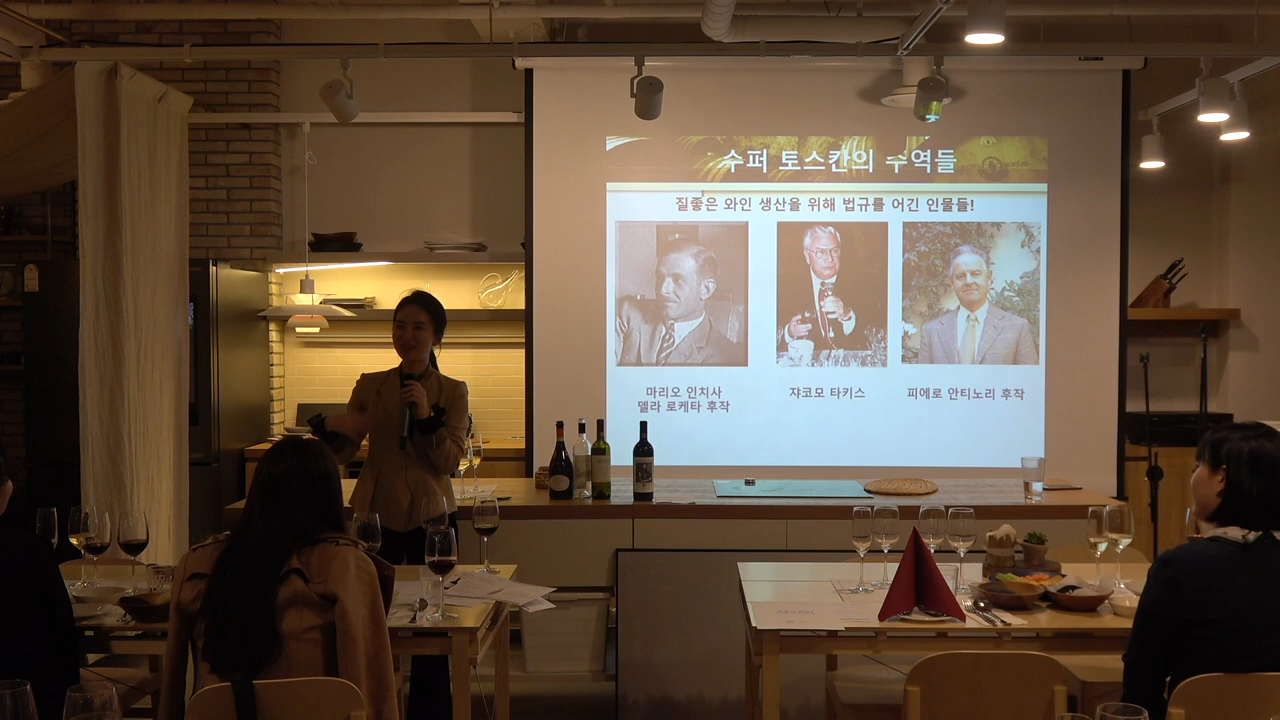 수퍼 토스칸의 주역들
질좋은 와인 생산을 위해 법규를 어긴 인물들!
마리오 인치사
델라 로케타 후작
쟈코모 타키스
피에로 안티노리 후작